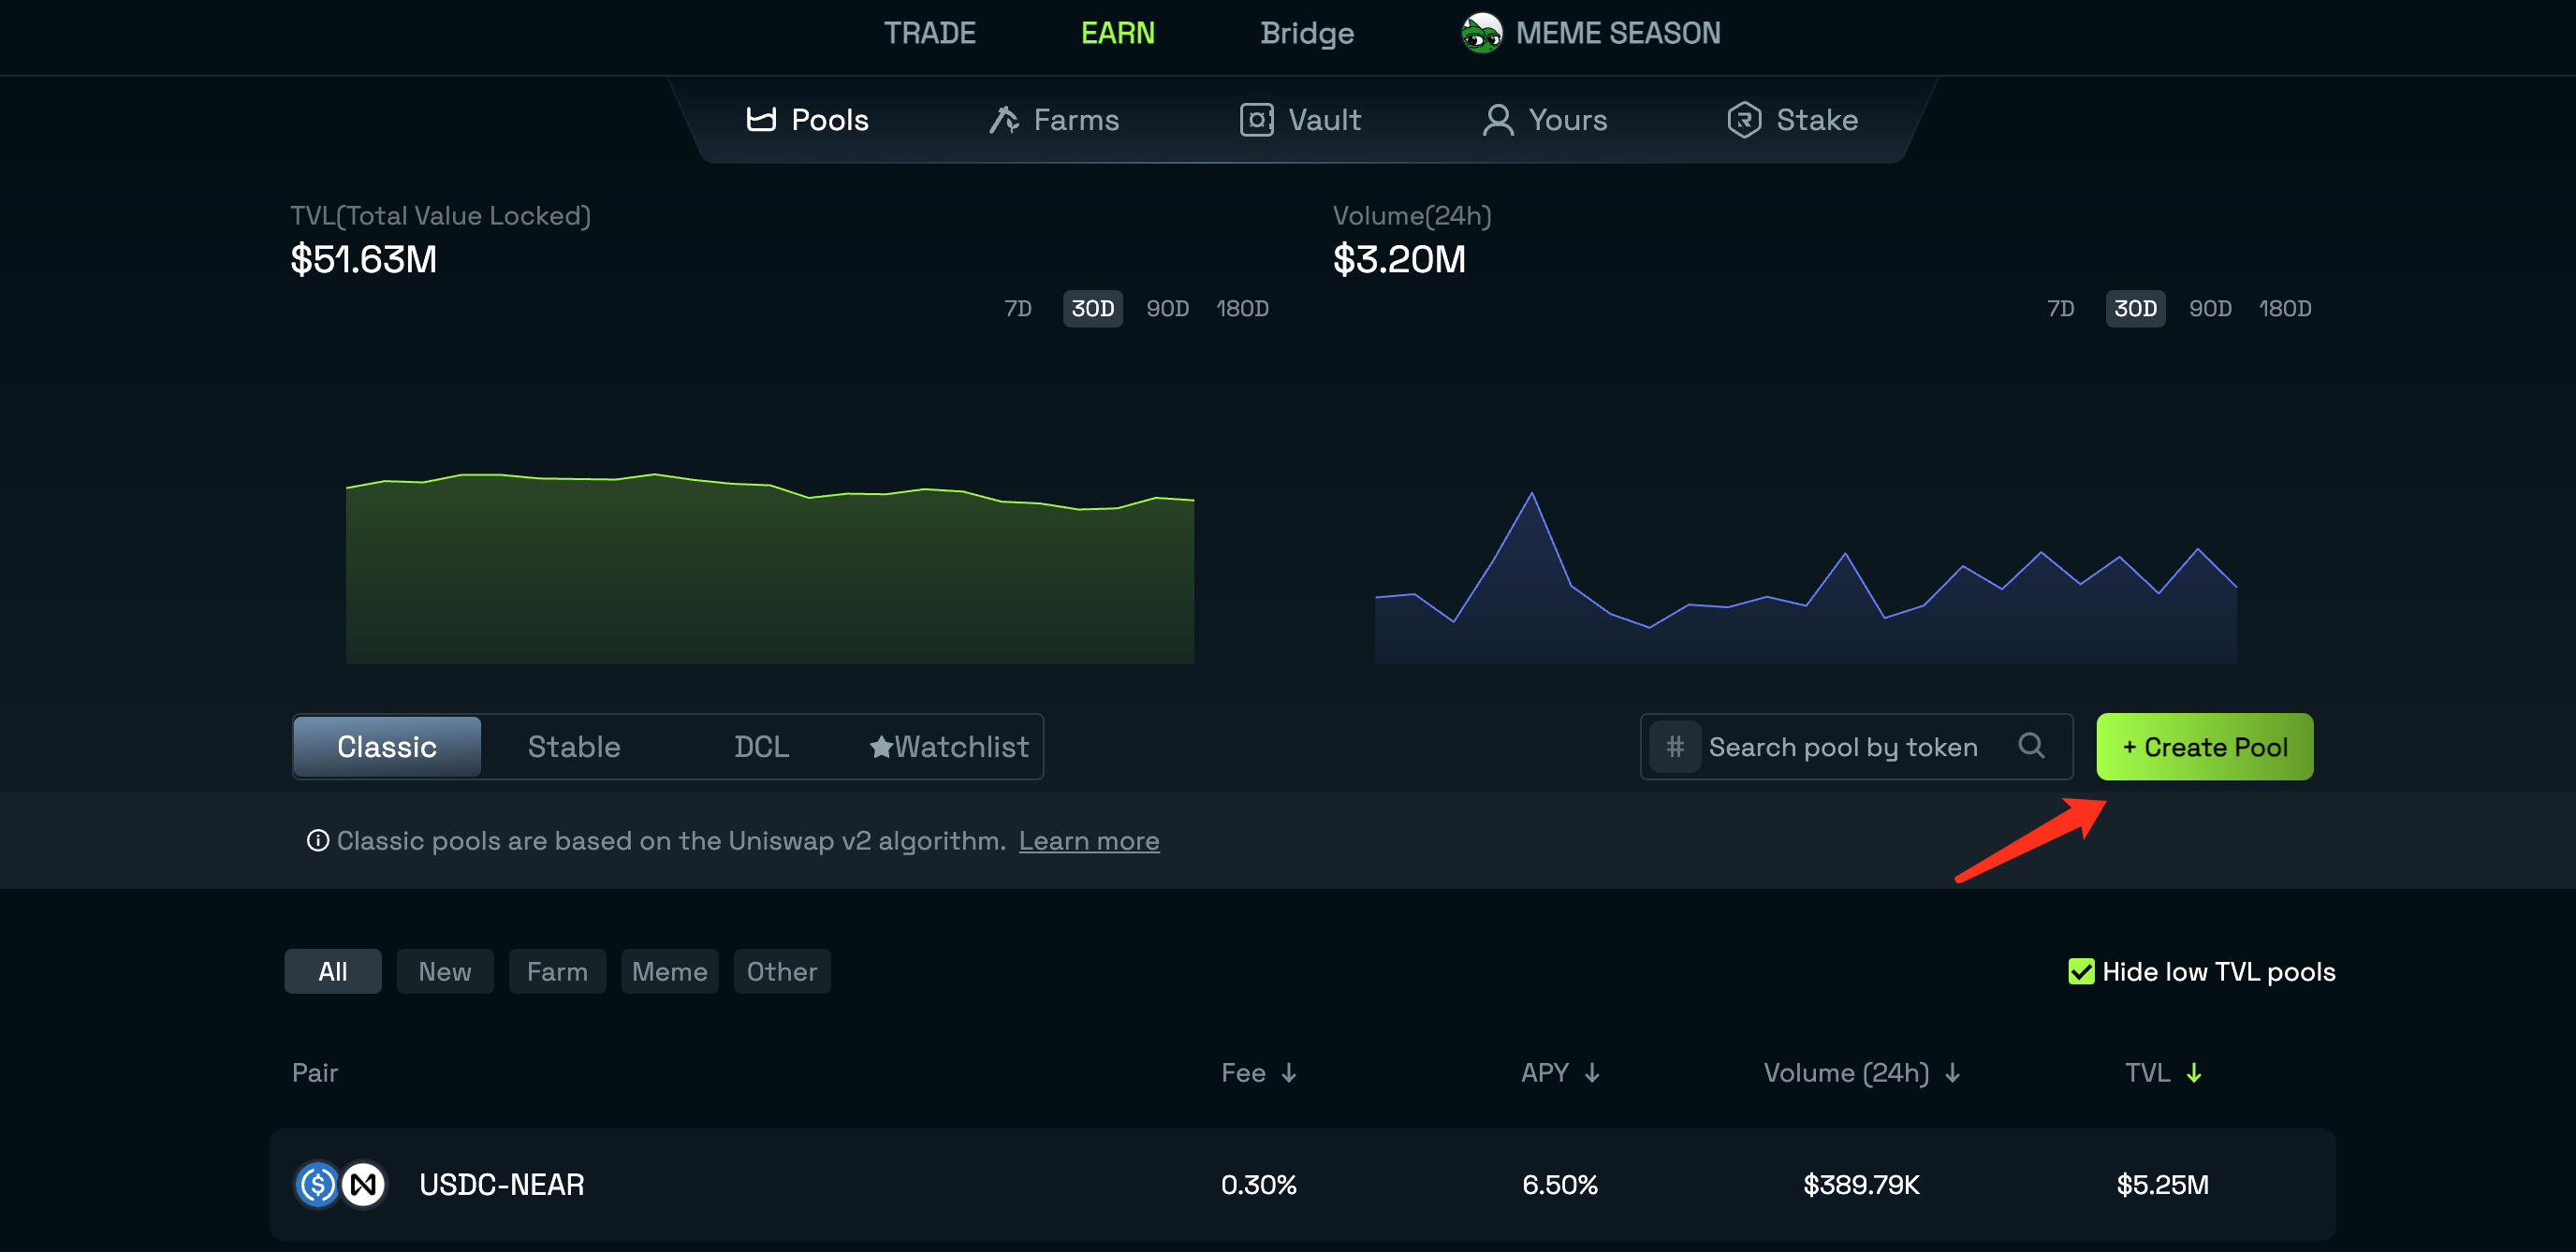 TRADE EARN Bridge MEME SEASON
Pools Farms Vault Yours Stake
TVL(Total Value Locked)
$51.63M
7D 30D 90D 180D
Volume(24h)
$3.20M
7D 30D 90D 180D
Classic Stable DCL ★Watchlist
# Search pool by token
+ Create Pool
Classic pools are based on the Uniswap v2 algorithm. Learn more
All New Farm Meme Other
Hide low TVL pools
Pair Fee ↓ APY ↓ Volume (24h) ↓ TVL ↓
USDC-NEAR 0.30% 6.50% $389.79K $5.25M